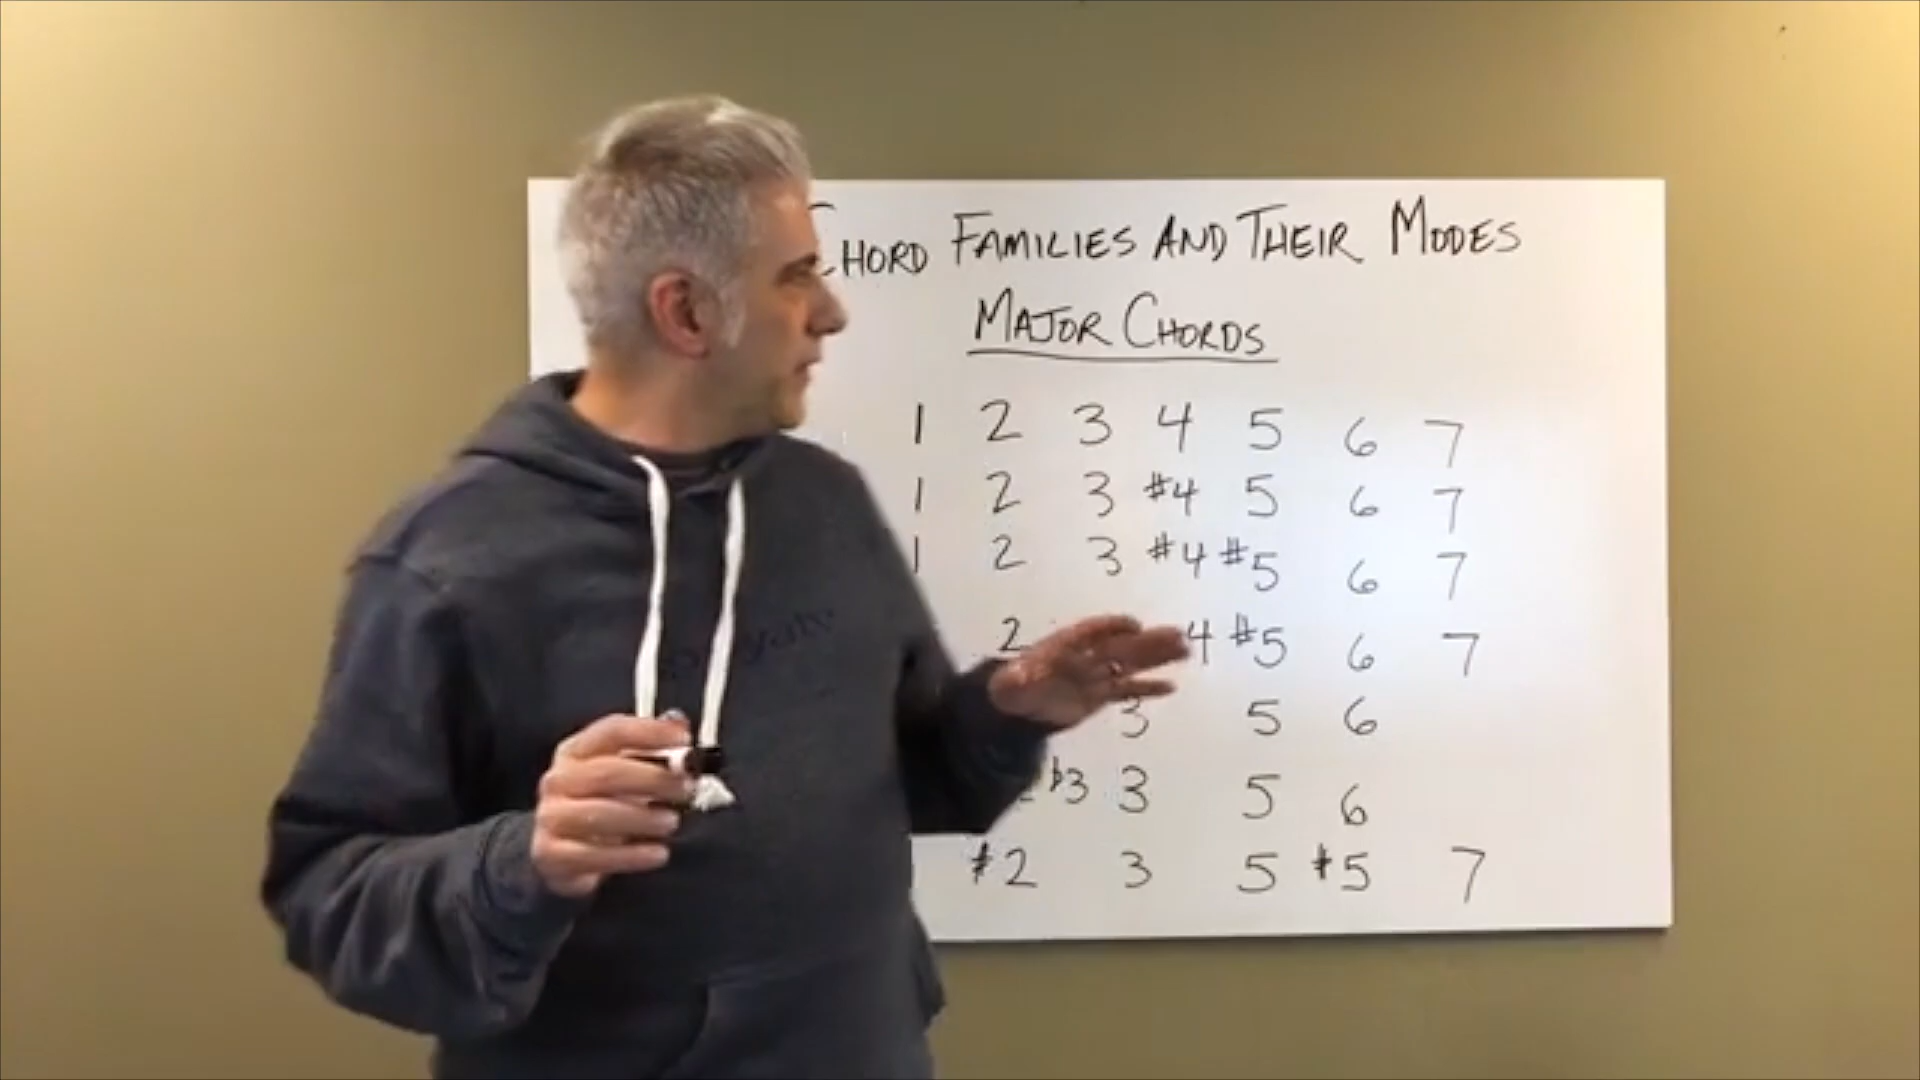 CHORD FAMILIES AND THEIR MODES
MAJOR CHORDS
1 2 3 4 5 6 7
1 2 3 #4 5 6 7
1 2 3 #4 #5 6 7
2 4 #5 6 7
3 5 6
b3 3 5 6
#2 3 5 #5 7